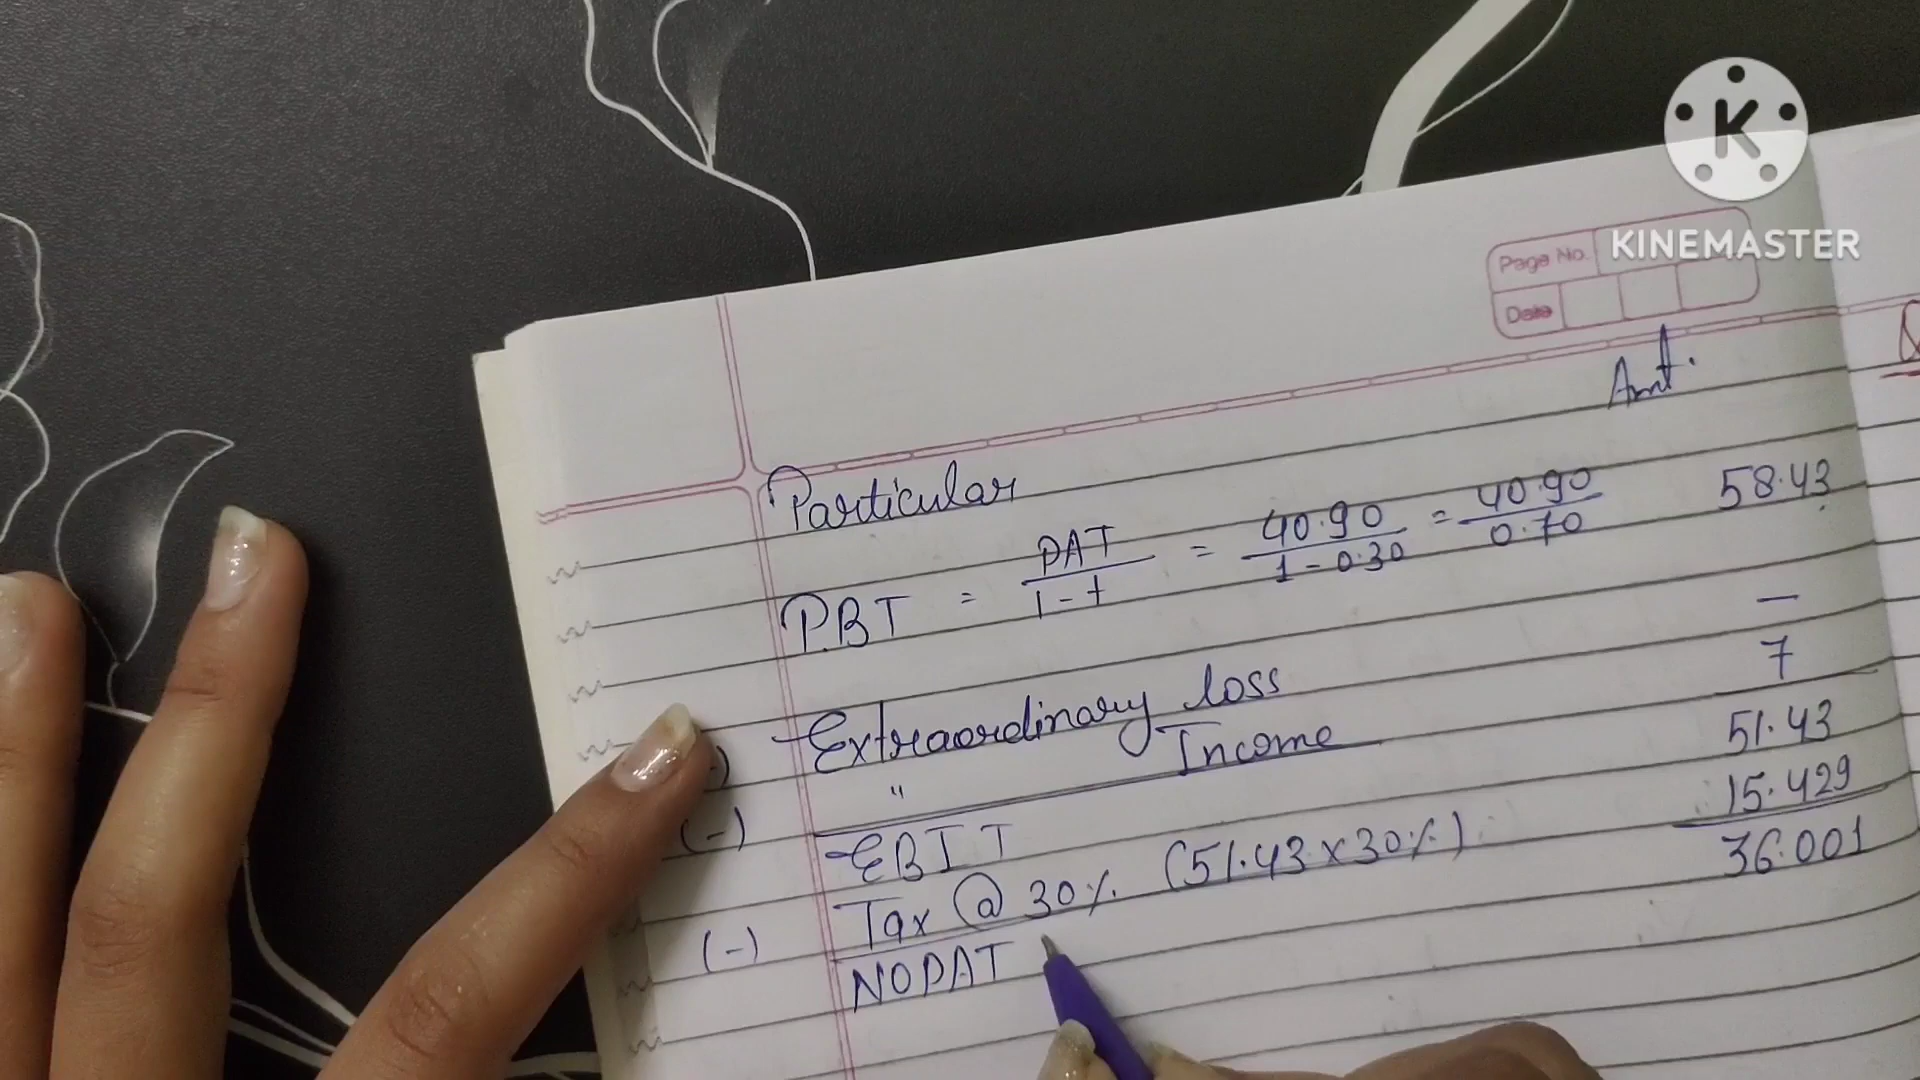 K
KINEMASTER
Page No.
Date
Amt.
Particular
PBT = PAT / 1-t = 40.90 / 1-0.30 = 40.90 / 0.70 58.43
Extraordinary loss —
(-) " Income 7
EBIT 51.43
(-) Tax @ 30% (51.43 x 30%) 15.429
NOPAT 36.001